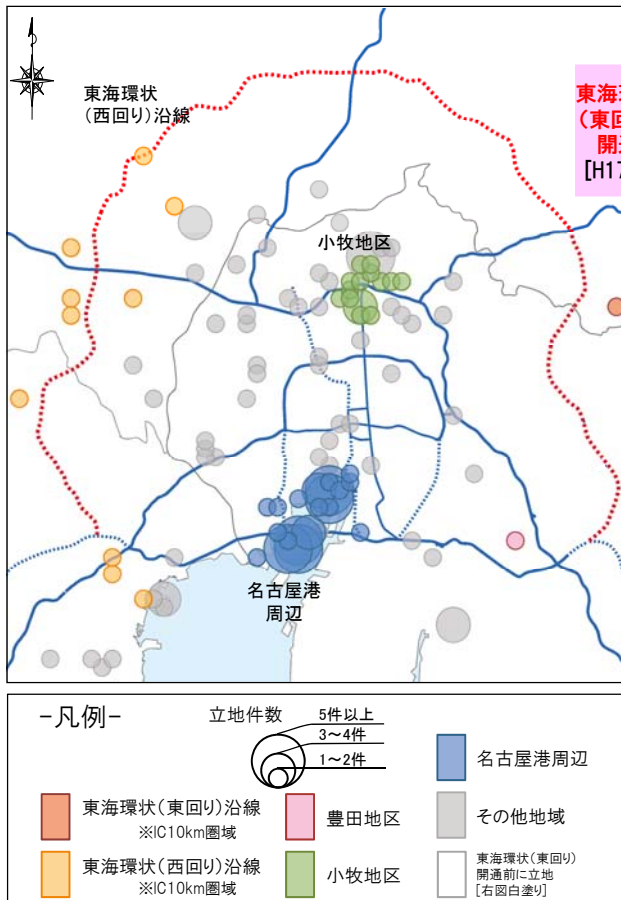 東海環状
(西回り)沿線
東海環
(東回
開通
[H17
小牧地区
名古屋港
周辺
-凡例-
立地件数
5件以上
3～4件
1～2件
名古屋港周辺
東海環状(東回り)沿線
※IC10km圏域
豊田地区
その他地域
東海環状(西回り)沿線
※IC10km圏域
小牧地区
東海環状(東回り)
開通前に立地
[右図白塗り]